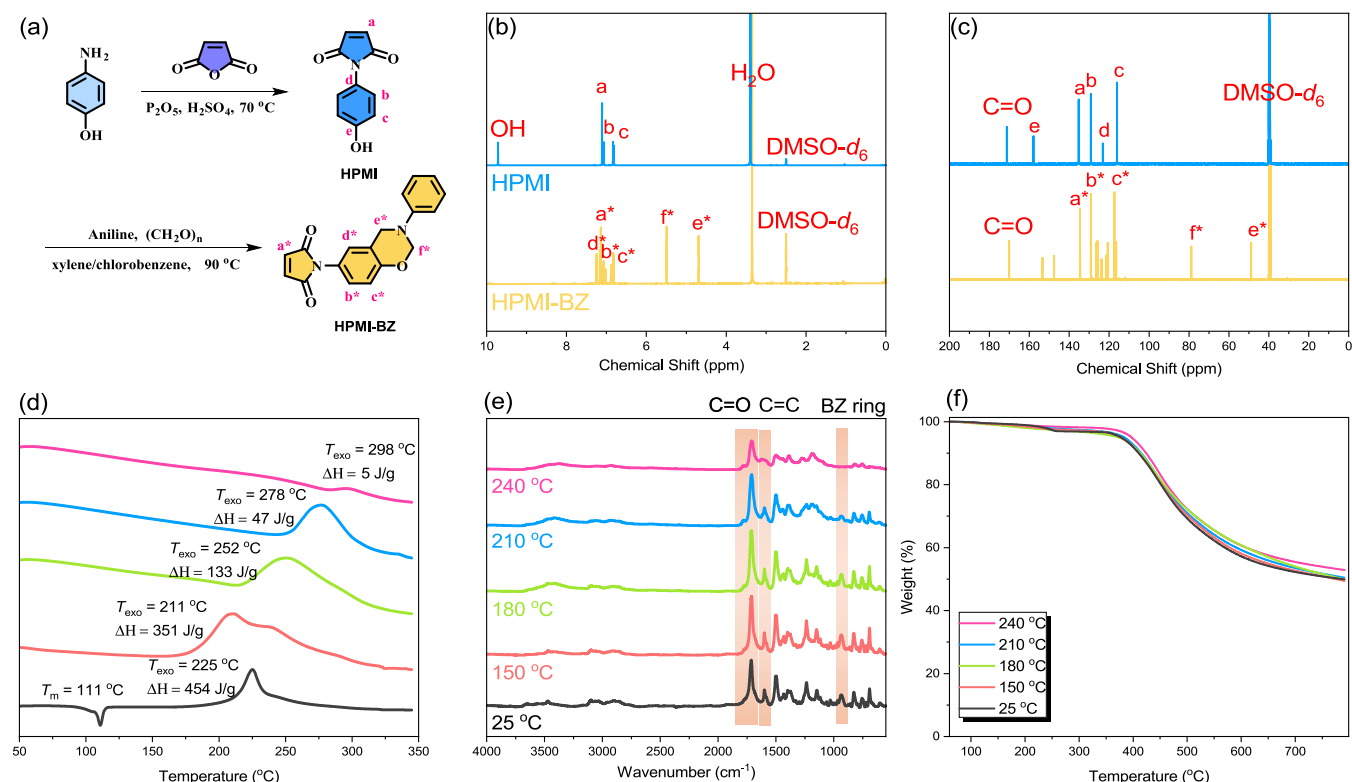 (a)
NH2
O
O
O
P2O5, H2SO4, 70 °C
OH
a
O
N
O
d
b
c
e
OH
HPMI
Aniline, (CH2O)n
xylene/chlorobenzene, 90 °C
a*
O
N
O
d*
e*
N
f*
O
b*
c*
HPMI-BZ
(b)
OH
a
b
c
H2O
DMSO-d6
HPMI
a*
d*
b*
c*
f*
e*
DMSO-d6
HPMI-BZ
10 8 6 4 2 0
Chemical Shift (ppm)
(c)
C=O
e
a
b
d
c
DMSO-d6
C=O
a*
b*
c*
f*
e*
200 180 160 140 120 100 80 60 40 20 0
Chemical Shift (ppm)
(d)
Texo = 298 °C
ΔH = 5 J/g
Texo = 278 °C
ΔH = 47 J/g
Texo = 252 °C
ΔH = 133 J/g
Texo = 211 °C
ΔH = 351 J/g
Texo = 225 °C
ΔH = 454 J/g
Tm = 111 °C
50 100 150 200 250 300 350
Temperature (°C)
(e)
C=O C=C BZ ring
240 °C
210 °C
180 °C
150 °C
25 °C
4000 3500 3000 2500 2000 1500 1000
Wavenumber (cm-1)
(f)
100
80
60
40
20
0
Weight (%)
240 °C
210 °C
180 °C
150 °C
25 °C
100 200 300 400 500 600 700
Temperature (°C)